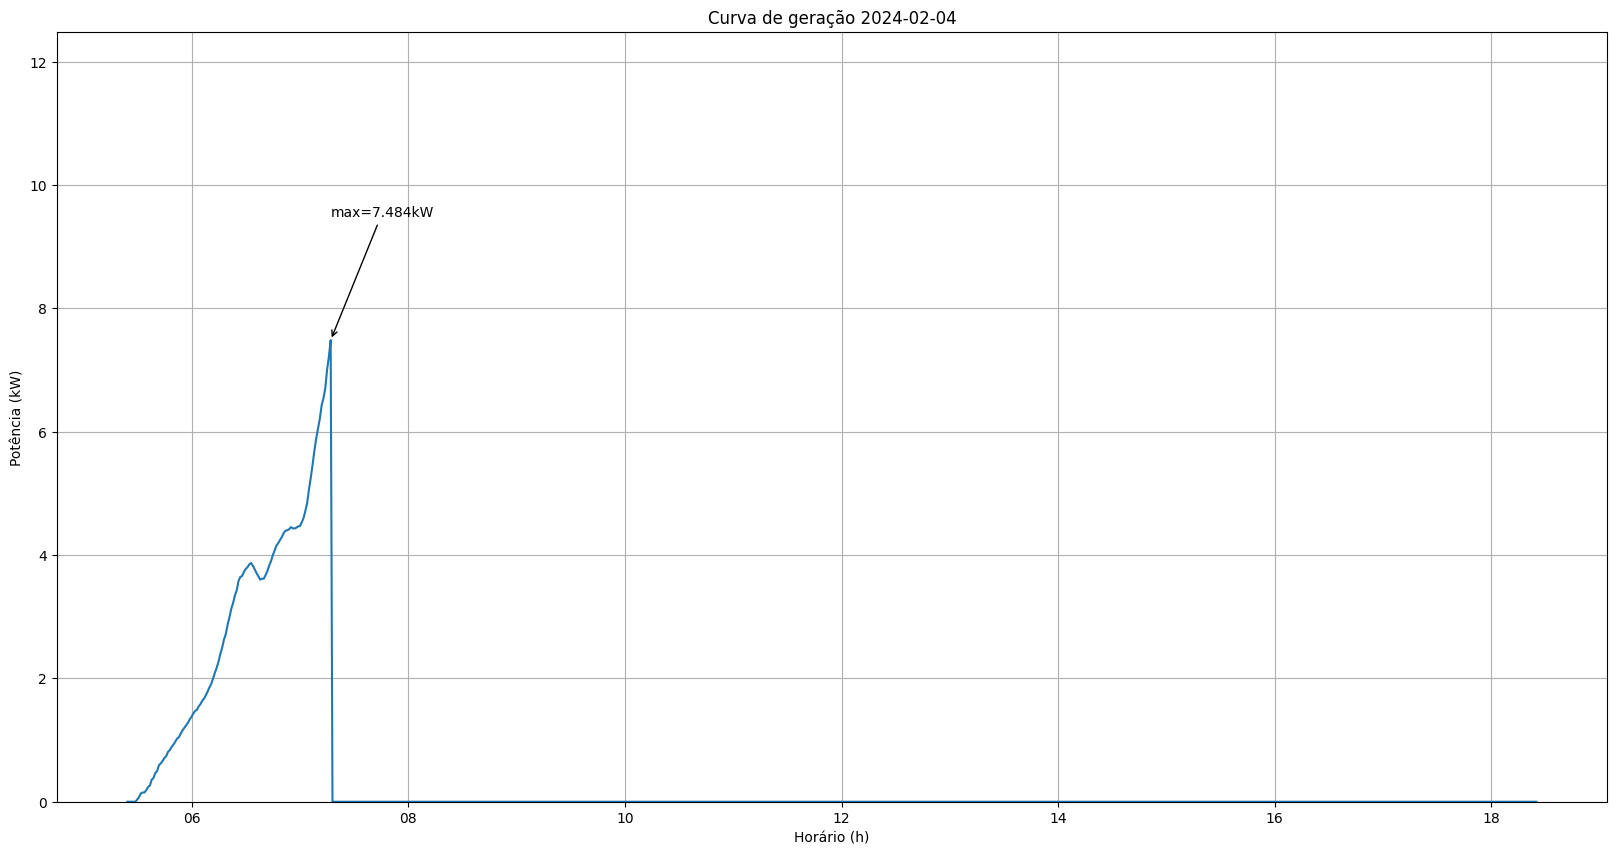 Curva de geração 2024-02-04
12
10
8
6
4
2
0
Potência (kW)
max=7.484kW
06 08 10 12 14 16 18
Horário (h)